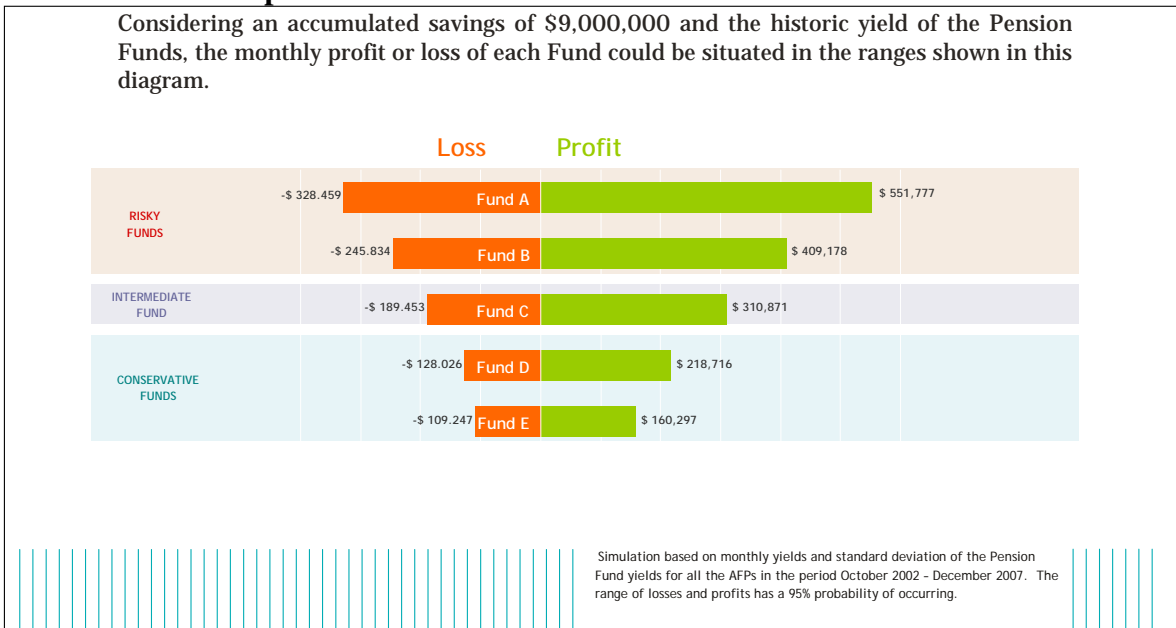 Considering an accumulated savings of $9,000,000 and the historic yield of the Pension
Funds, the monthly profit or loss of each Fund could be situated in the ranges shown in this
diagram.
Loss Profit
RISKY
FUNDS
-$ 328.459 Fund A $ 551,777
-$ 245.834 Fund B $ 409,178
INTERMEDIATE
FUND
-$ 189.453 Fund C $ 310,871
CONSERVATIVE
FUNDS
-$ 128.026 Fund D $ 218,716
-$ 109.247 Fund E $ 160,297
Simulation based on monthly yields and standard deviation of the Pension
Fund yields for all the AFPs in the period October 2002 – December 2007. The
range of losses and profits has a 95% probability of occurring.